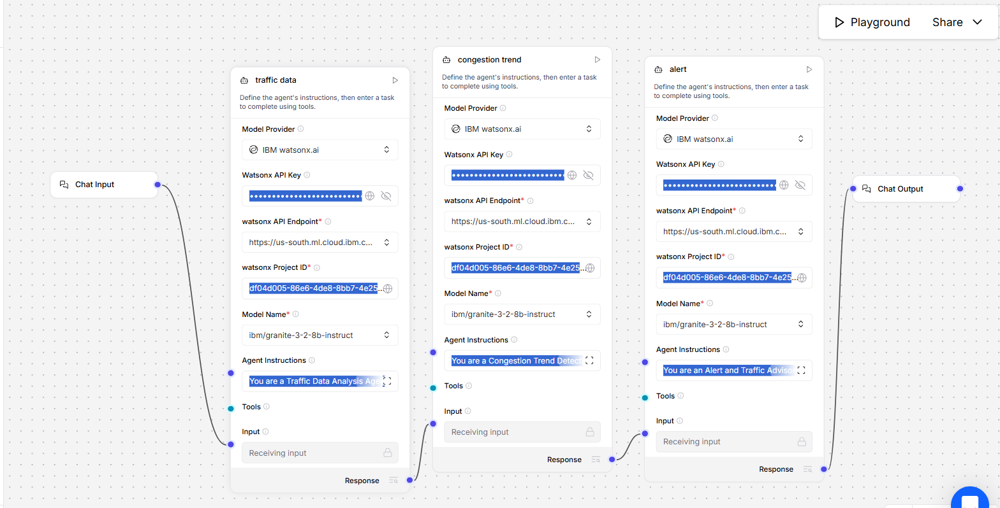 Playground
Share
Chat Input
traffic data
Define the agent's instructions, then enter a task
to complete using tools.
Model Provider
IBM watsonx.ai
Watsonx API Key
watsonx API Endpoint*
https://us-south.ml.cloud.ibm.c...
watsonx Project ID*
df04d005-86e6-4de8-8bb7-4e25...
Model Name*
ibm/granite-3-2-8b-instruct
Agent Instructions
You are a Traffic Data Analysis Age
Tools
Input
Receiving input
Response
congestion trend
Define the agent's instructions, then enter a task
to complete using tools.
Model Provider
IBM watsonx.ai
Watsonx API Key
watsonx API Endpoint*
https://us-south.ml.cloud.ibm.c...
watsonx Project ID*
df04d005-86e6-4de8-8bb7-4e25...
Model Name*
ibm/granite-3-2-8b-instruct
Agent Instructions
You are a Congestion Trend Detect
Tools
Input
Receiving input
Response
alert
Define the agent's instructions, then enter a task
to complete using tools.
Model Provider
IBM watsonx.ai
Watsonx API Key
watsonx API Endpoint*
https://us-south.ml.cloud.ibm.c...
watsonx Project ID*
df04d005-86e6-4de8-8bb7-4e25...
Model Name*
ibm/granite-3-2-8b-instruct
Agent Instructions
You are an Alert and Traffic Adviso
Tools
Input
Receiving input
Response
Chat Output